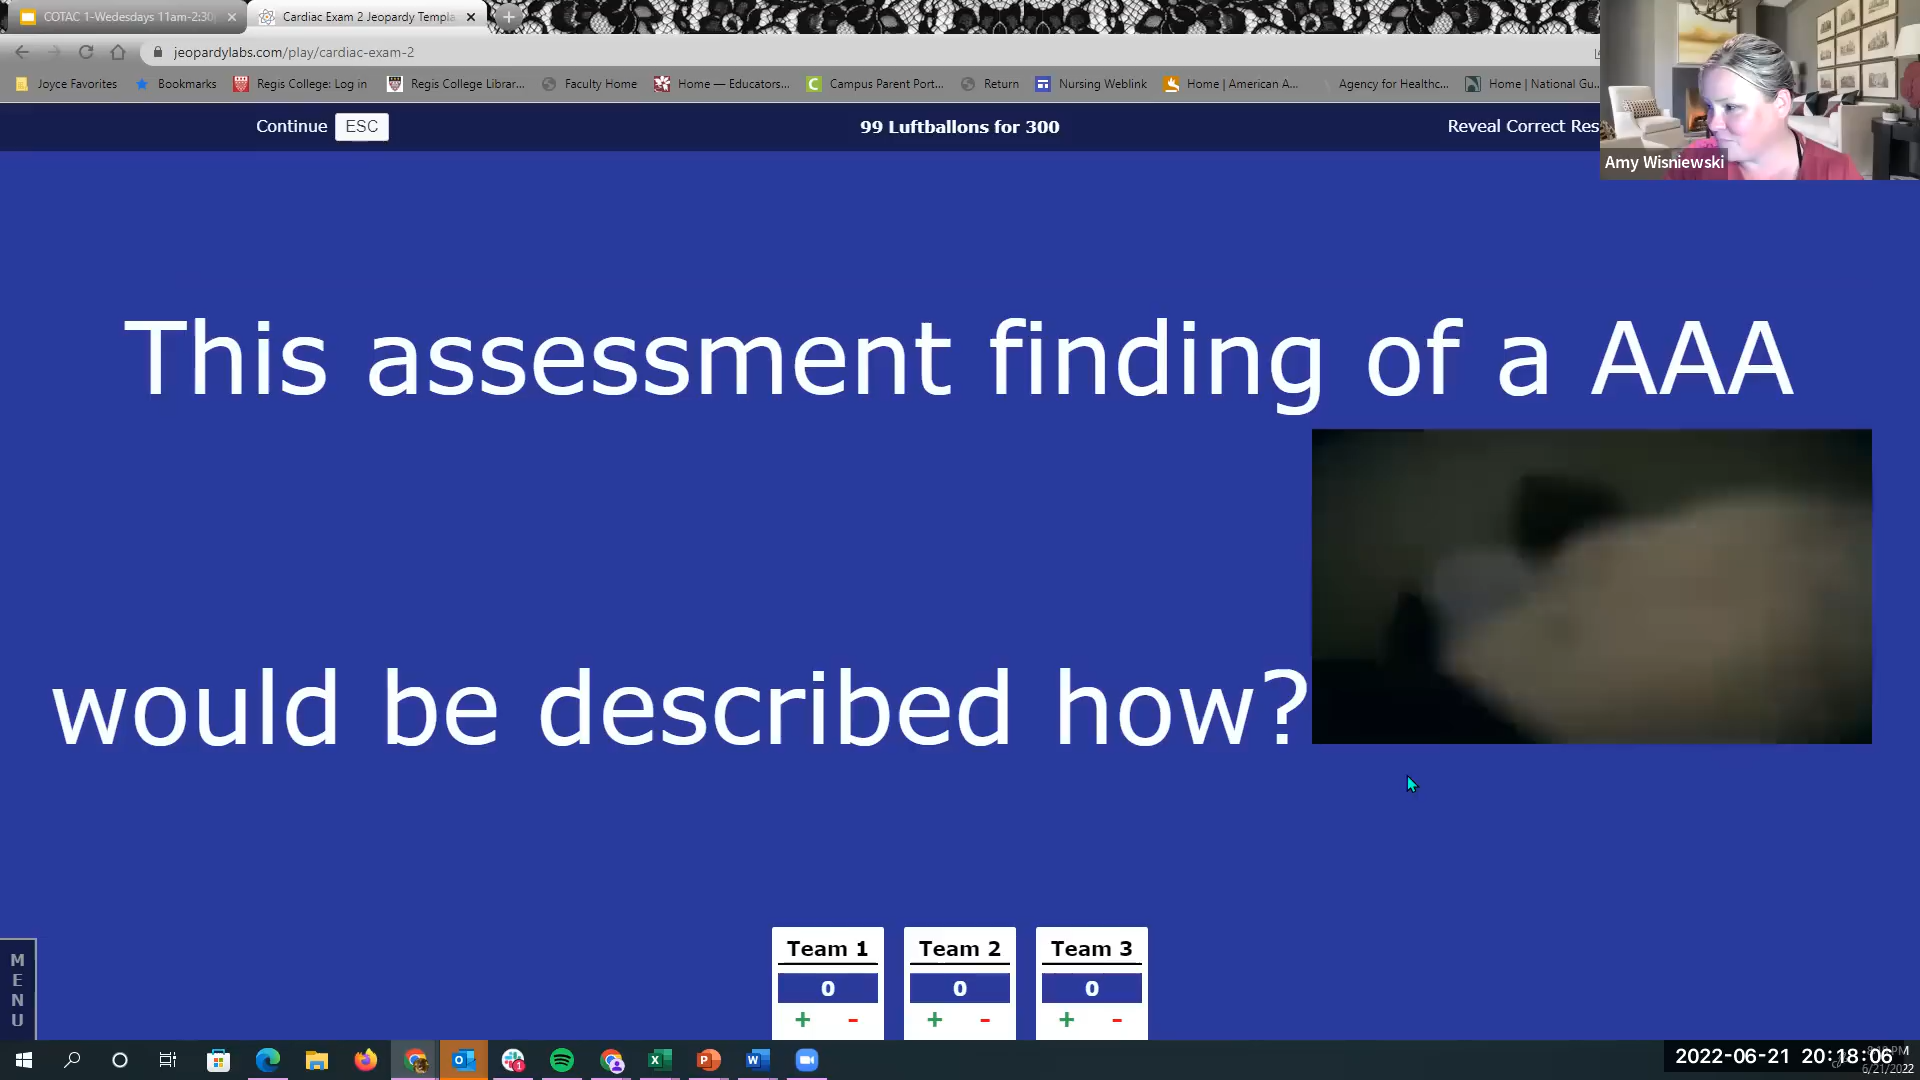 COTAC 1-Wedesdays 11am-2:30
Cardiac Exam 2 Jeopardy Templa
jeopardylabs.com/play/cardiac-exam-2
Joyce Favorites Bookmarks Regis College: Log in Regis College Librar... Faculty Home Home — Educators... Campus Parent Port... Return Nursing Weblink Home | American A... Agency for Healthc... Home | National Gu...
Continue ESC 99 Luftballons for 300 Reveal Correct Res
Amy Wisniewski
This assessment finding of a AAA
would be described how?
MENU
Team 1 Team 2 Team 3
0 0 0
+ - + - + -
2022-06-21 20:18:06
6/21/2022